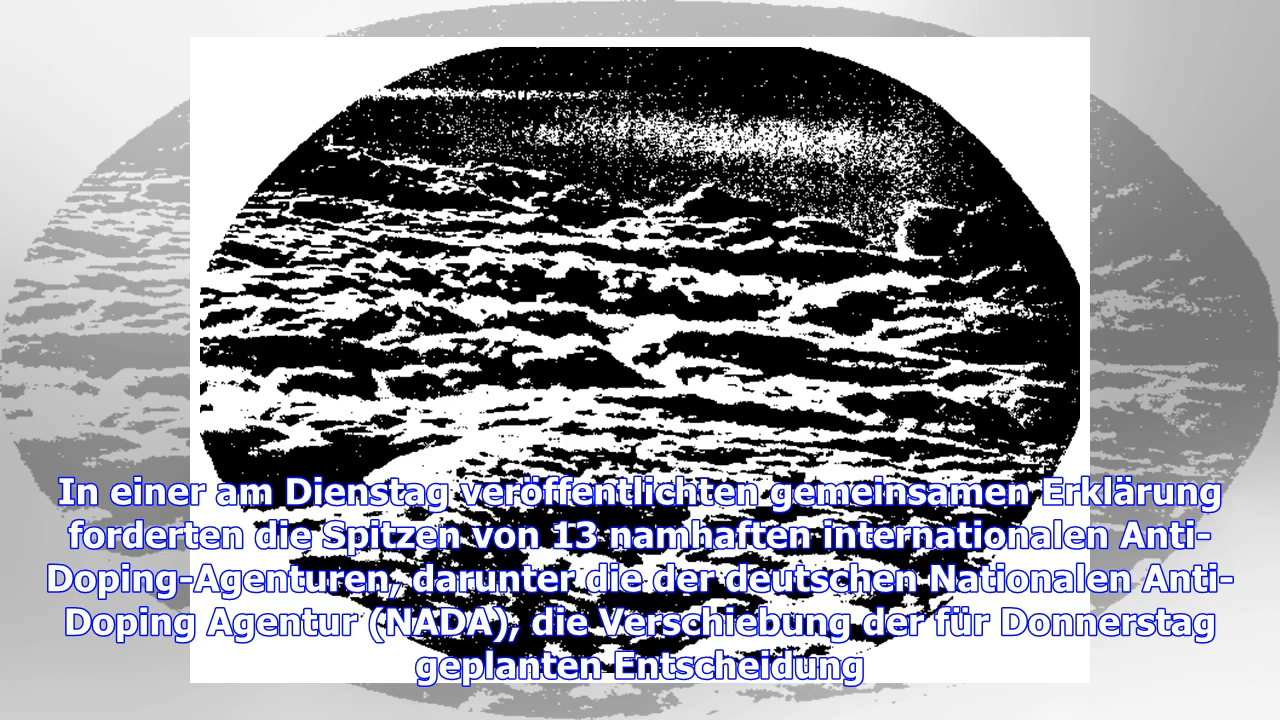 In einer am Dienstag veröffentlichten gemeinsamen Erklärung
forderten die Spitzen von 13 namhaften internationalen Anti-
Doping-Agenturen, darunter die der deutschen Nationalen Anti-
Doping Agentur (NADA), die Verschiebung der für Donnerstag
geplanten Entscheidung